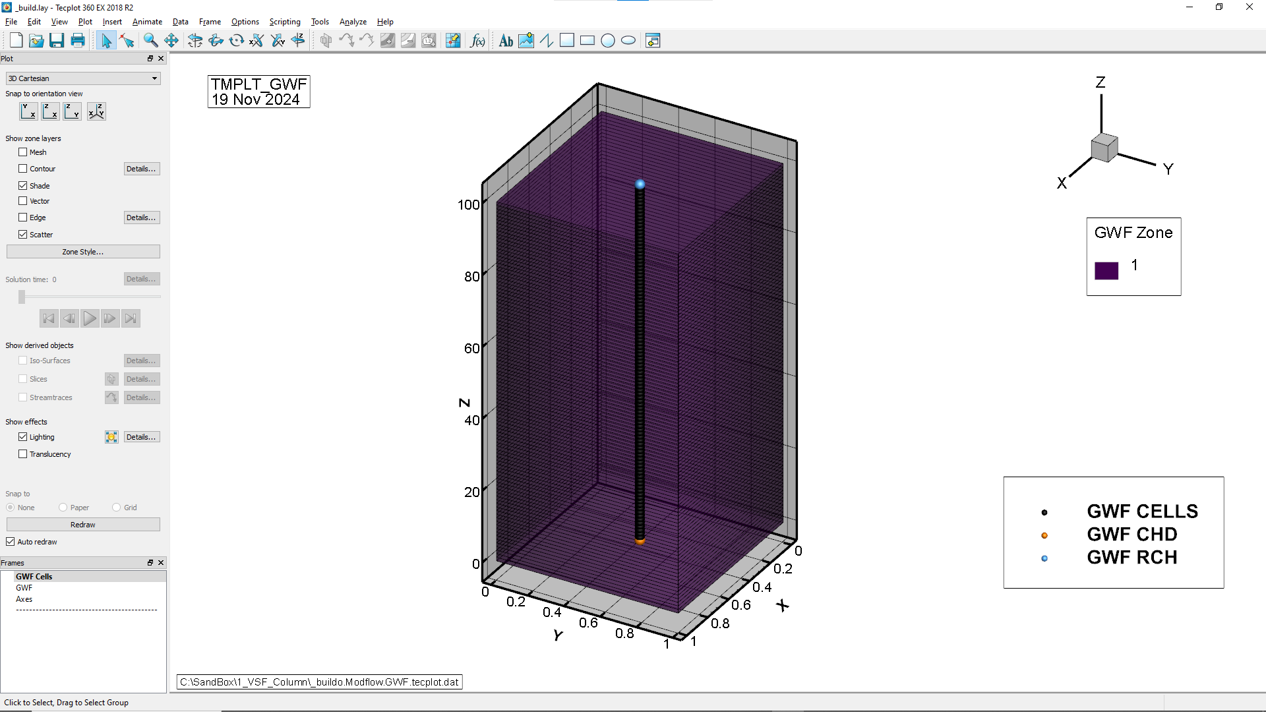 _build.lay - Tecplot 360 EX 2018 R2
File Edit View Plot Insert Animate Data Frame Options Scripting Tools Analyze Help
Plot
3D Cartesian
Snap to orientation view
Show zone layers
Mesh
Contour Details...
Shade
Vector
Edge Details...
Scatter
Zone Style...
Solution time: 0 Details...
Show derived objects
Iso-Surfaces Details...
Slices Details...
Streamtraces Details...
Show effects
Lighting Details...
Translucency
Snap to
None Paper Grid
Redraw
Auto redraw
Frames
GWF Cells
GWF
Axes
Click to Select, Drag to Select Group
TMPLT_GWF
19 Nov 2024
Z
100
80
60
40
20
0
0
0.2
0.4
0.6
0.8
1
Y
0
0.2
0.4
0.6
0.8
1
X
Z
X
Y
GWF Zone
1
GWF CELLS
GWF CHD
GWF RCH
C:\SandBox\1_VSF_Column\_buildo.Modflow.GWF.tecplot.dat